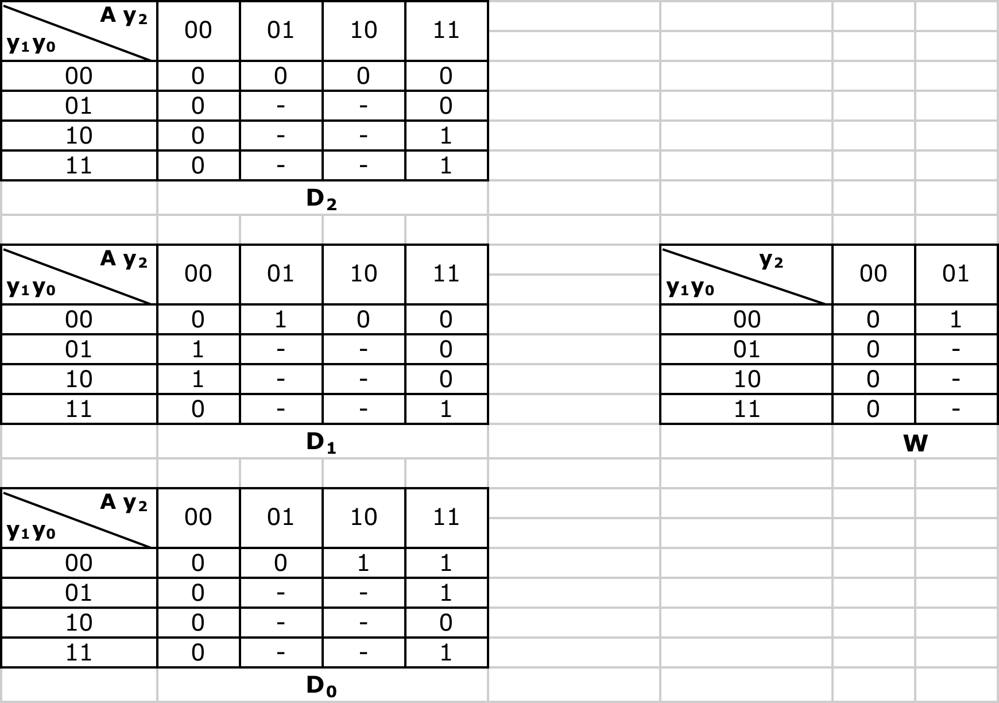 A y₂
y₁y₀ 00 01 10 11
00 0 0 0 0
01 0 - - 0
10 0 - - 1
11 0 - - 1
D₂
A y₂
y₁y₀ 00 01 10 11
00 0 1 0 0
01 1 - - 0
10 1 - - 0
11 0 - - 1
D₁
y₂
y₁y₀ 00 01
00 0 1
01 0 -
10 0 -
11 0 -
W
A y₂
y₁y₀ 00 01 10 11
00 0 0 1 1
01 0 - - 1
10 0 - - 0
11 0 - - 1
D₀